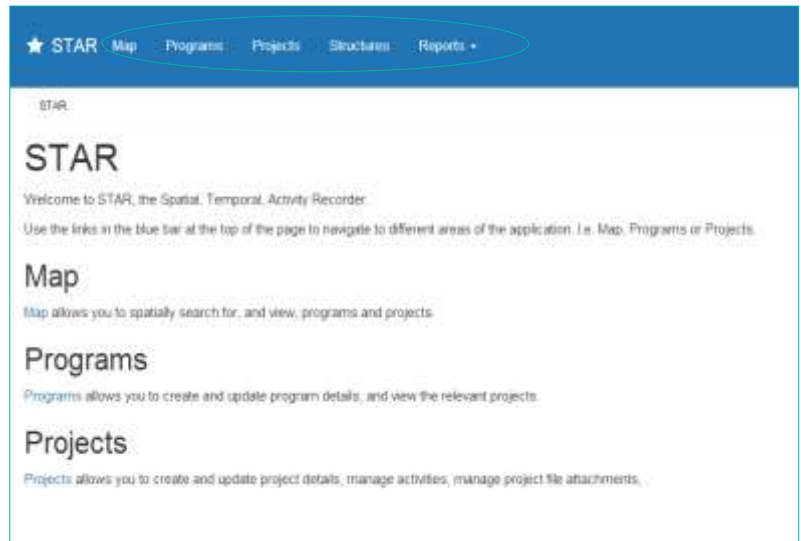 STAR Map Programs Projects Structures Reports
STAR
STAR
Welcome to STAR, the Spatial, Temporal, Activity Recorder.
Use the links in the blue bar at the top of the page to navigate to different areas of the application. I.e. Map, Programs or Projects.
Map
Map allows you to spatially search for, and view, programs and projects.
Programs
Programs allows you to create and update program details, and view the relevant projects.
Projects
Projects allows you to create and update project details, manage activities, manage project file attachments, .